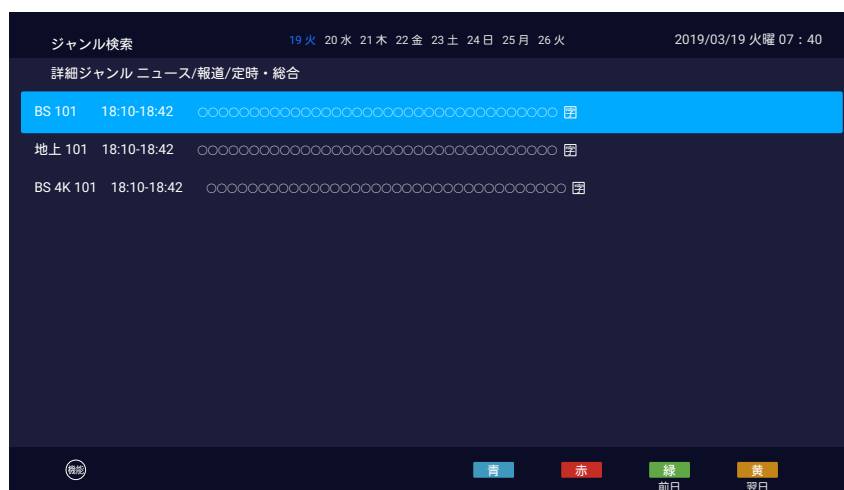 ジャンル検索 19火 20水 21木 22金 23土 24日 25月 26火 2019/03/19 火曜 07：40
詳細ジャンル ニュース/報道/定時・総合
BS 101 18:10-18:42 ○○○○○○○○○○○○○○○○○○○○○○○○○○○○○○○○○○○ 字
地上 101 18:10-18:42 ○○○○○○○○○○○○○○○○○○○○○○○○○○○○○○○○○○○ 字
BS 4K 101 18:10-18:42 ○○○○○○○○○○○○○○○○○○○○○○○○○○○○○○○○○○○ 字
機能 青 赤 緑 黄
前日 翌日